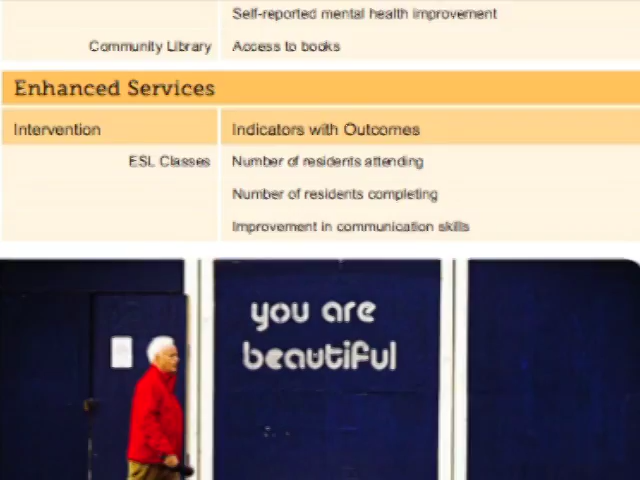 Self-reported mental health improvement
Community Library Access to books
Enhanced Services
Intervention Indicators with Outcomes
ESL Classes Number of residents attending
Number of residents completing
Improvement in communication skills
you are
beautiful